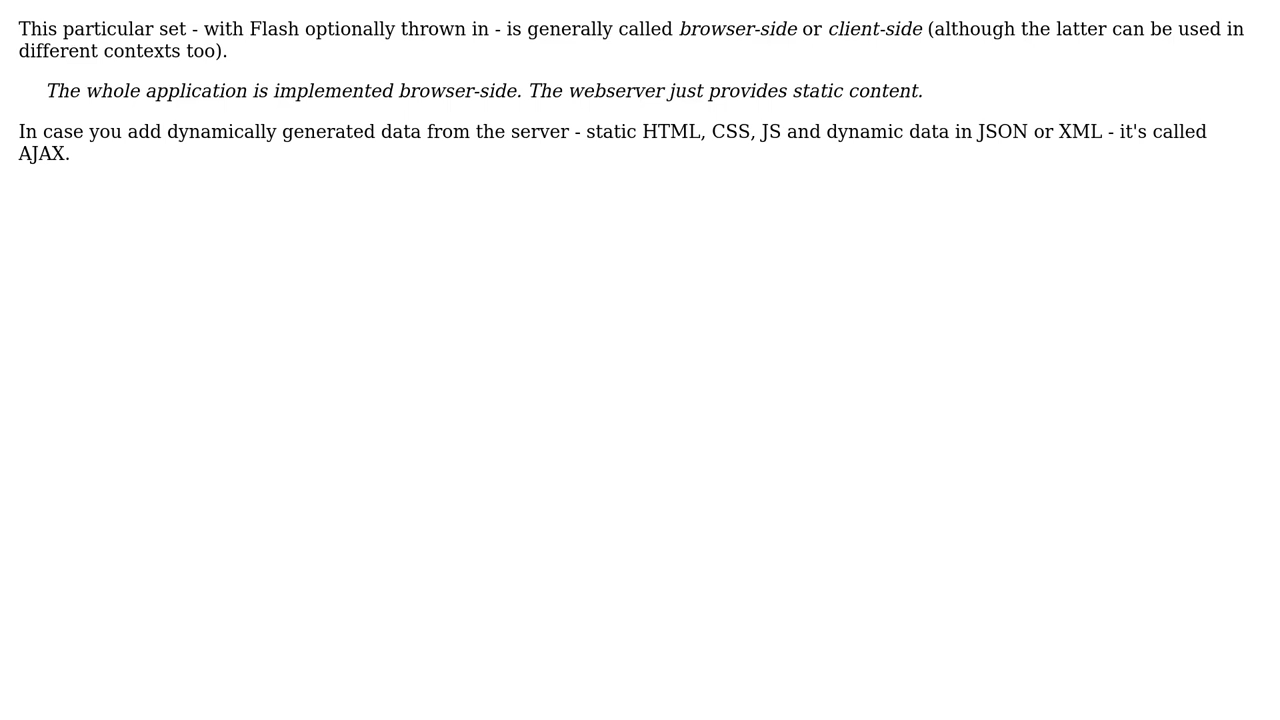 This particular set - with Flash optionally thrown in - is generally called browser-side or client-side (although the latter can be used in
different contexts too).
The whole application is implemented browser-side. The webserver just provides static content.
In case you add dynamically generated data from the server - static HTML, CSS, JS and dynamic data in JSON or XML - it's called
AJAX.